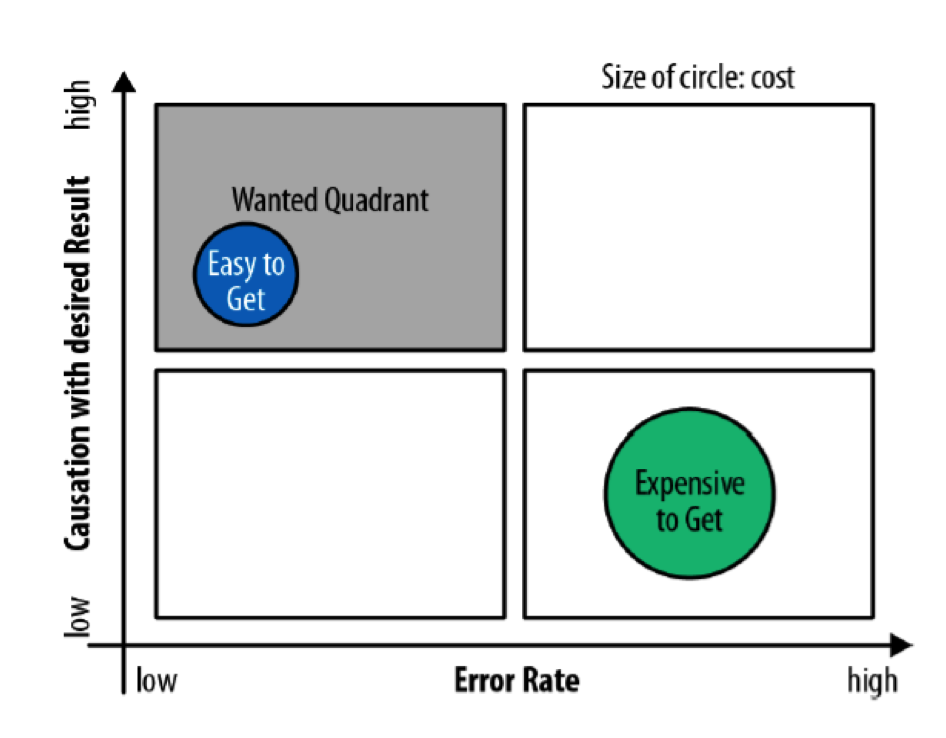 Size of circle: cost
high
Causation with desired Result
low
Wanted Quadrant
Easy to
Get
Expensive
to Get
low
Error Rate
high